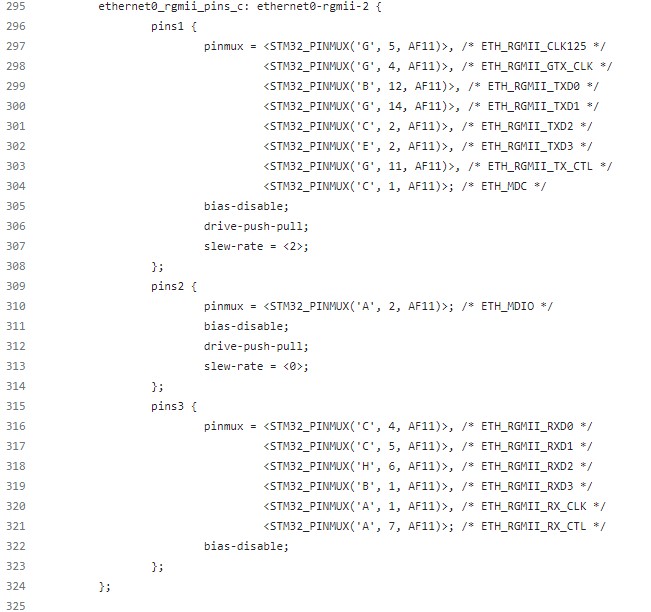 295 ethernet0_rgmii_pins_c: ethernet0-rgmii-2 {
296 pins1 {
297 pinmux = <STM32_PINMUX('G', 5, AF11)>, /* ETH_RGMII_CLK125 */
298 <STM32_PINMUX('G', 4, AF11)>, /* ETH_RGMII_GTX_CLK */
299 <STM32_PINMUX('B', 12, AF11)>, /* ETH_RGMII_TXD0 */
300 <STM32_PINMUX('G', 14, AF11)>, /* ETH_RGMII_TXD1 */
301 <STM32_PINMUX('C', 2, AF11)>, /* ETH_RGMII_TXD2 */
302 <STM32_PINMUX('E', 2, AF11)>, /* ETH_RGMII_TXD3 */
303 <STM32_PINMUX('G', 11, AF11)>, /* ETH_RGMII_TX_CTL */
304 <STM32_PINMUX('C', 1, AF11)>; /* ETH_MDC */
305 bias-disable;
306 drive-push-pull;
307 slew-rate = <2>;
308 };
309 pins2 {
310 pinmux = <STM32_PINMUX('A', 2, AF11)>; /* ETH_MDIO */
311 bias-disable;
312 drive-push-pull;
313 slew-rate = <0>;
314 };
315 pins3 {
316 pinmux = <STM32_PINMUX('C', 4, AF11)>, /* ETH_RGMII_RXD0 */
317 <STM32_PINMUX('C', 5, AF11)>, /* ETH_RGMII_RXD1 */
318 <STM32_PINMUX('H', 6, AF11)>, /* ETH_RGMII_RXD2 */
319 <STM32_PINMUX('B', 1, AF11)>, /* ETH_RGMII_RXD3 */
320 <STM32_PINMUX('A', 1, AF11)>, /* ETH_RGMII_RX_CLK */
321 <STM32_PINMUX('A', 7, AF11)>; /* ETH_RGMII_RX_CTL */
322 bias-disable;
323 };
324 };
325